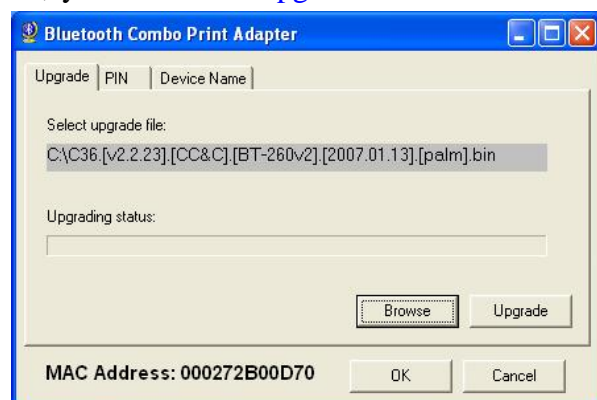 Bluetooth Combo Print Adapter
Upgrade PIN Device Name
Select upgrade file:
C:\C36.[v2.2.23].[CC&C].[BT-260v2].[2007.01.13].[palm].bin
Upgrading status:
Browse Upgrade
MAC Address: 000272B00D70 OK Cancel